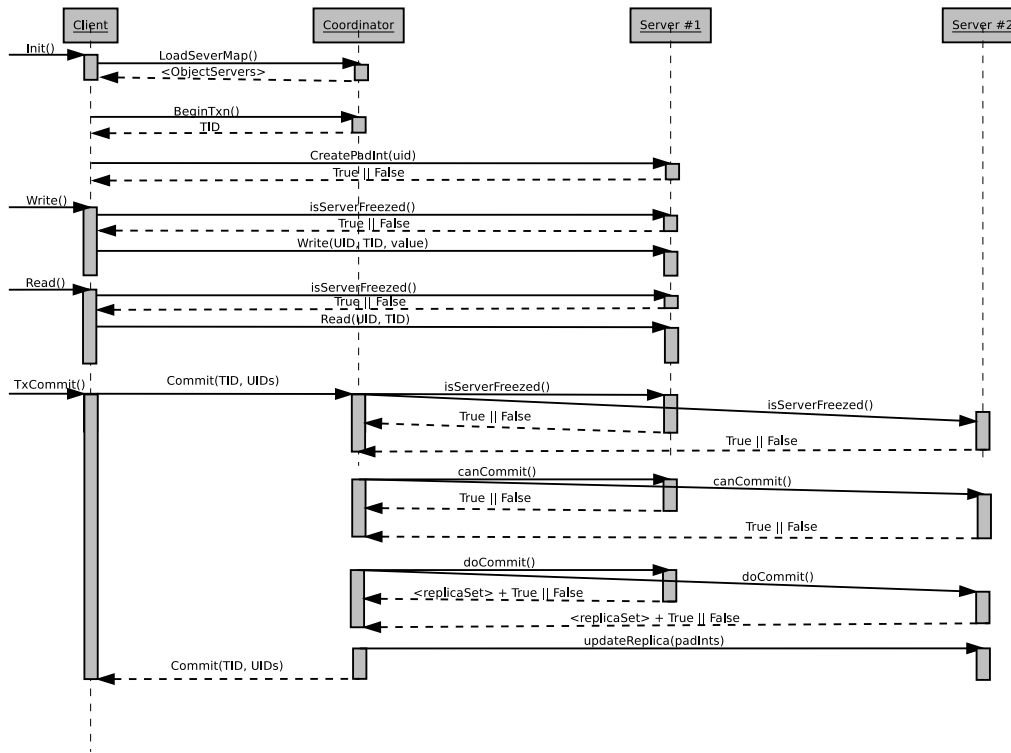 Client
Coordinator
Server #1
Server #2
Init()
LoadSeverMap()
<ObjectServers>
BeginTxn()
TID
CreatePadInt(uid)
True || False
Write()
isServerFreezed()
True || False
Write(UID, TID, value)
Read()
isServerFreezed()
True || False
Read(UID, TID)
TxCommit()
Commit(TID, UIDs)
isServerFreezed()
isServerFreezed()
True || False
True || False
canCommit()
canCommit()
True || False
True || False
doCommit()
doCommit()
<replicaSet> + True || False
<replicaSet> + True || False
updateReplica(padInts)
Commit(TID, UIDs)